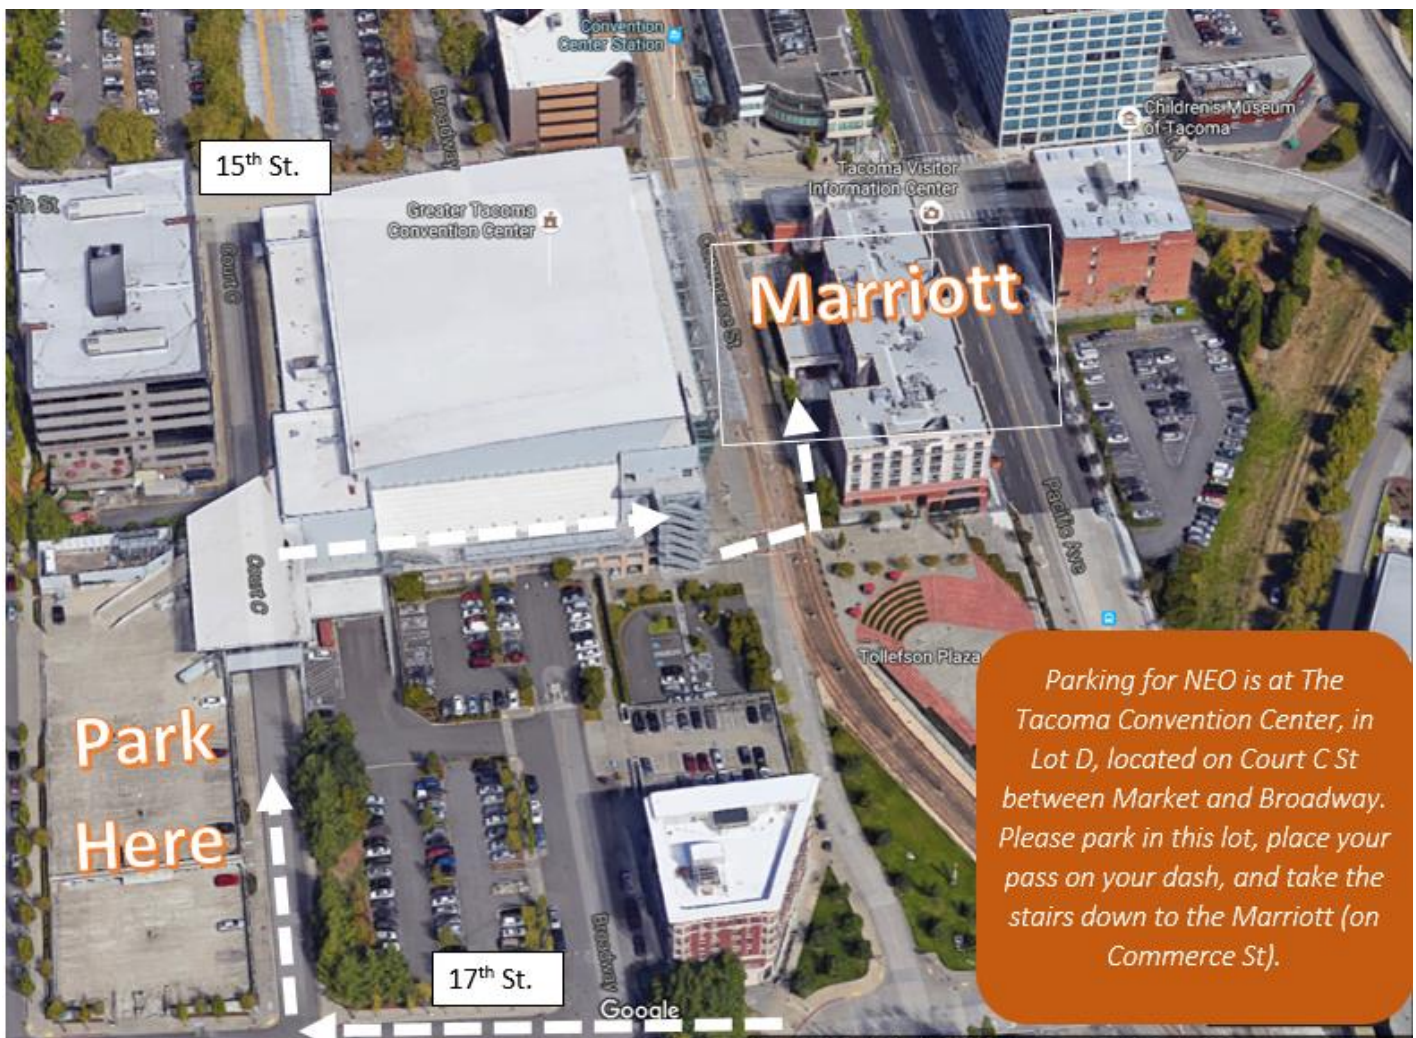 Convention
Center Station
Broadway
Children's Museum
of Tacoma
15th St.
Tacoma Visitor
Information Center
5th St
Greater Tacoma
Convention Center
Court C
Commerce St
Marriott
Pacific Ave
Court C
Tollefson Plaza
Park
Here
Parking for NEO is at The
Tacoma Convention Center, in
Lot D, located on Court C St
between Market and Broadway.
Please park in this lot, place your
pass on your dash, and take the
stairs down to the Marriott (on
Commerce St).
Broadway
17th St.
Google